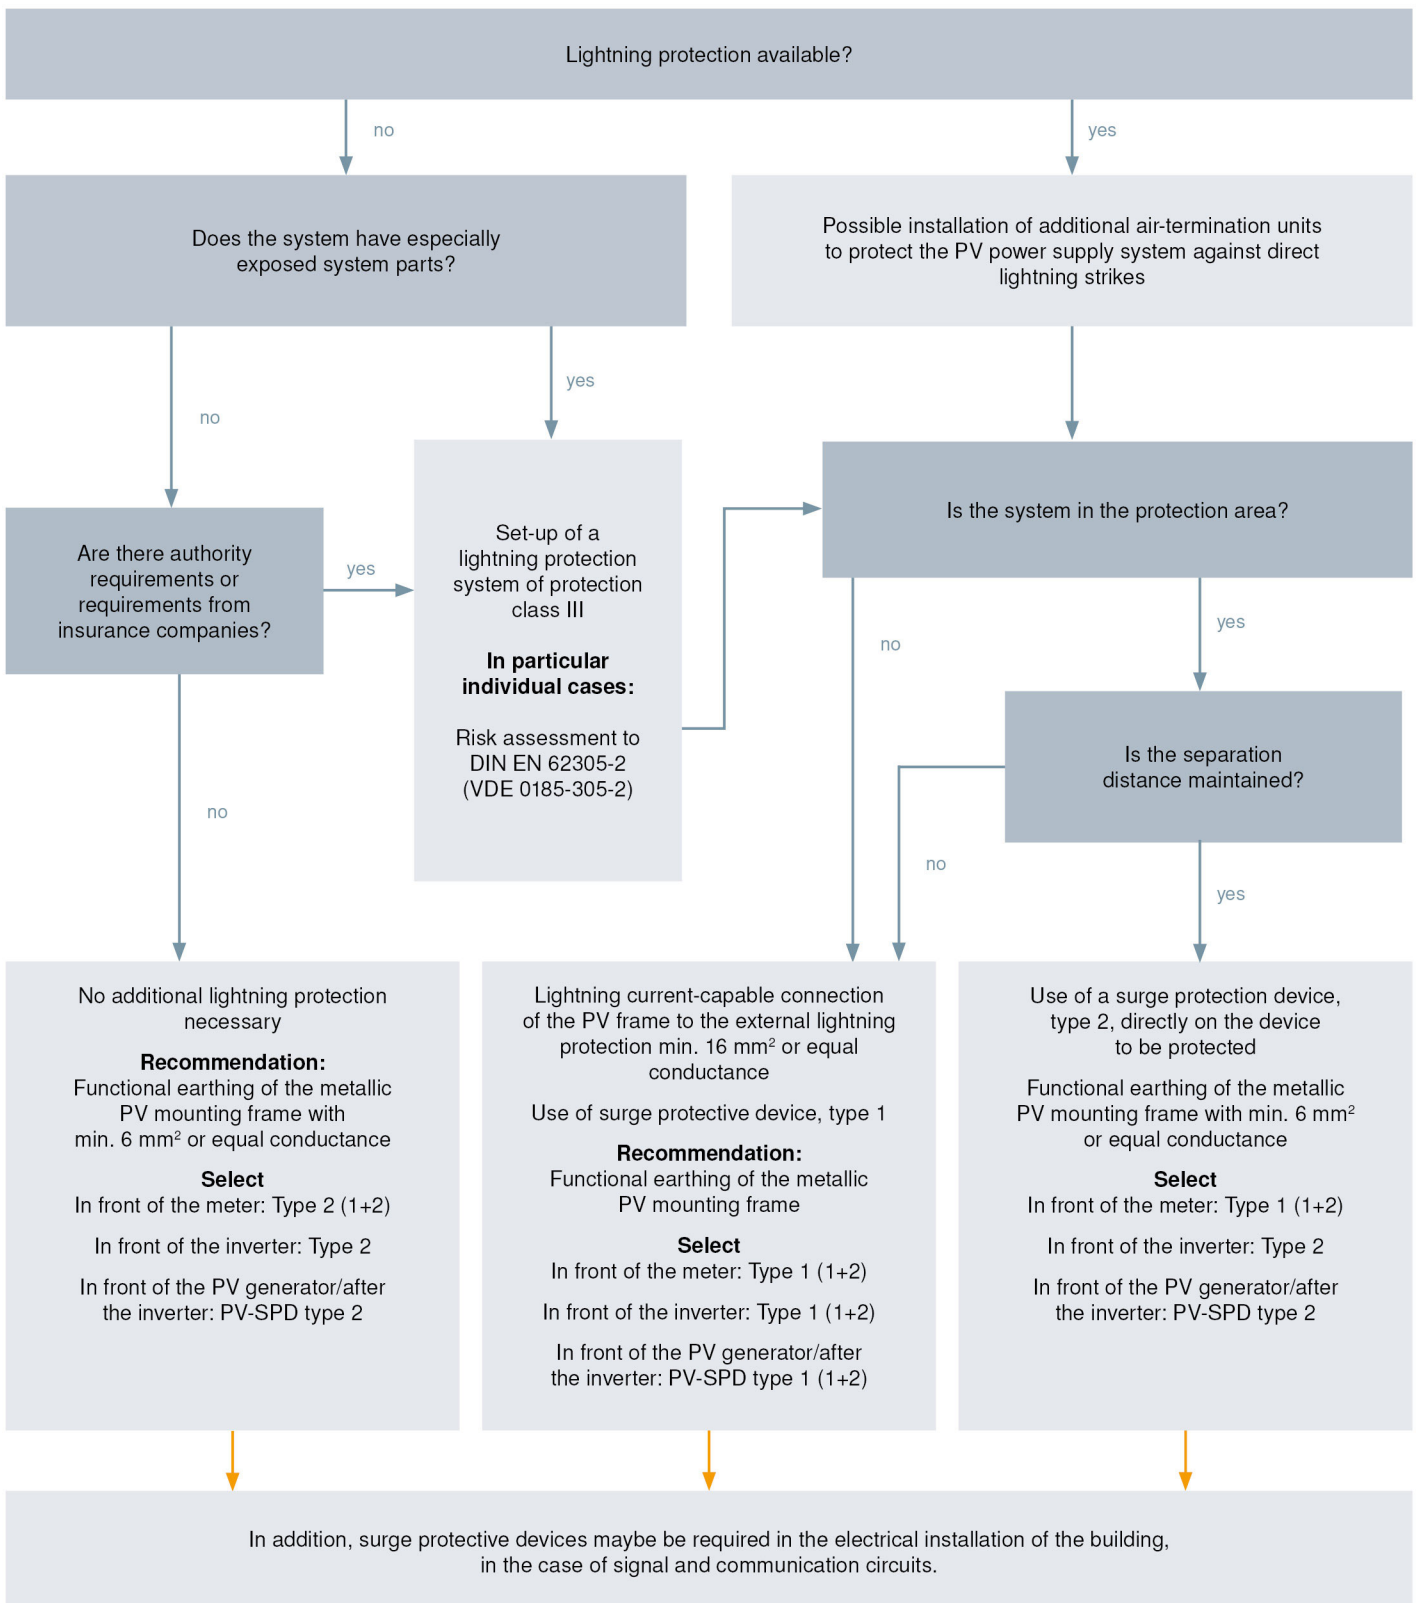 Lightning protection available?
no
yes
Does the system have especially
exposed system parts?
Possible installation of additional air-termination units
to protect the PV power supply system against direct
lightning strikes
no
yes
Are there authority
requirements or
requirements from
insurance companies?
yes
Set-up of a
lightning protection
system of protection
class III
In particular
individual cases:
Risk assessment to
DIN EN 62305-2
(VDE 0185-305-2)
Is the system in the protection area?
no
yes
Is the separation
distance maintained?
no
no
yes
No additional lightning protection
necessary
Recommendation:
Functional earthing of the metallic
PV mounting frame with
min. 6 mm² or equal conductance
Select
In front of the meter: Type 2 (1+2)
In front of the inverter: Type 2
In front of the PV generator/after
the inverter: PV-SPD type 2
Lightning current-capable connection
of the PV frame to the external lightning
protection min. 16 mm² or equal
conductance
Use of surge protective device, type 1
Recommendation:
Functional earthing of the metallic
PV mounting frame
Select
In front of the meter: Type 1 (1+2)
In front of the inverter: Type 1 (1+2)
In front of the PV generator/after
the inverter: PV-SPD type 1 (1+2)
Use of a surge protection device,
type 2, directly on the device
to be protected
Functional earthing of the metallic
PV mounting frame with min. 6 mm²
or equal conductance
Select
In front of the meter: Type 1 (1+2)
In front of the inverter: Type 2
In front of the PV generator/after
the inverter: PV-SPD type 2
In addition, surge protective devices maybe be required in the electrical installation of the building,
in the case of signal and communication circuits.